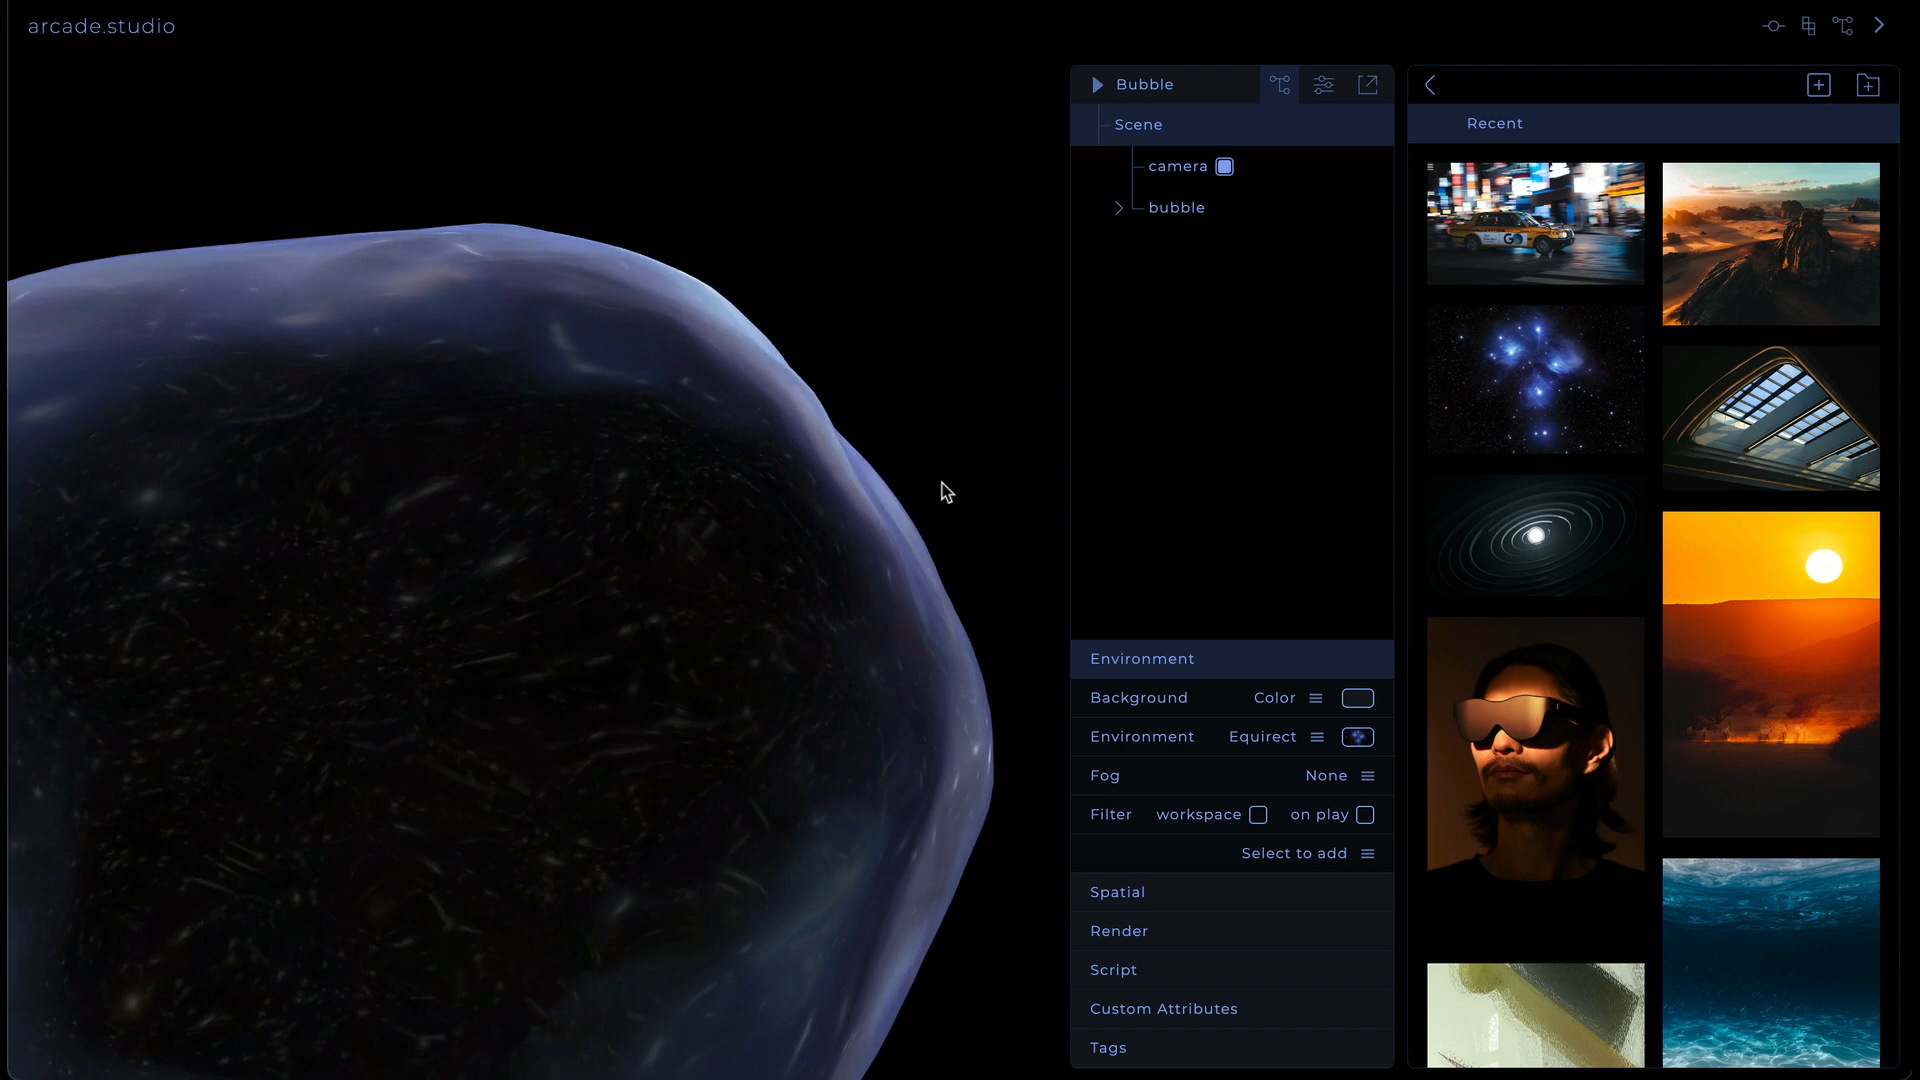 arcade.studio
Bubble
Scene
camera
bubble
Environment
Background Color
Environment Equirect
Fog None
Filter workspace on play
Select to add
Spatial
Render
Script
Custom Attributes
Tags
Recent
GO